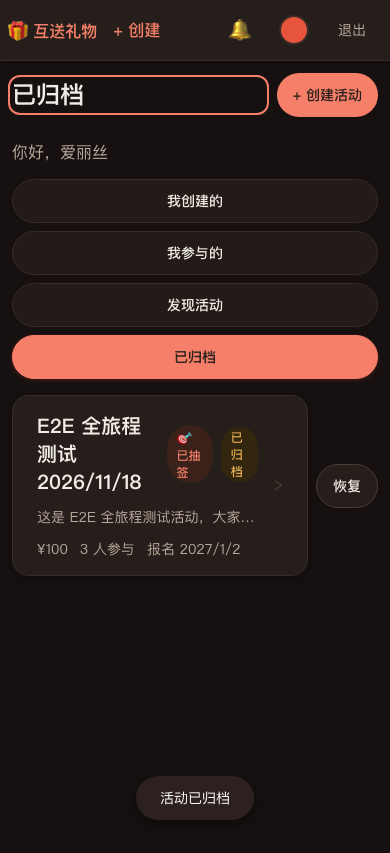 互送礼物 + 创建 退出
已归档
+ 创建活动
你好，爱丽丝
我创建的
我参与的
发现活动
已归档
E2E 全旅程
测试
2026/11/18
已抽
签
已
归
档
这是 E2E 全旅程测试活动，大家...
¥100 3 人参与 报名 2027/1/2
恢复
活动已归档